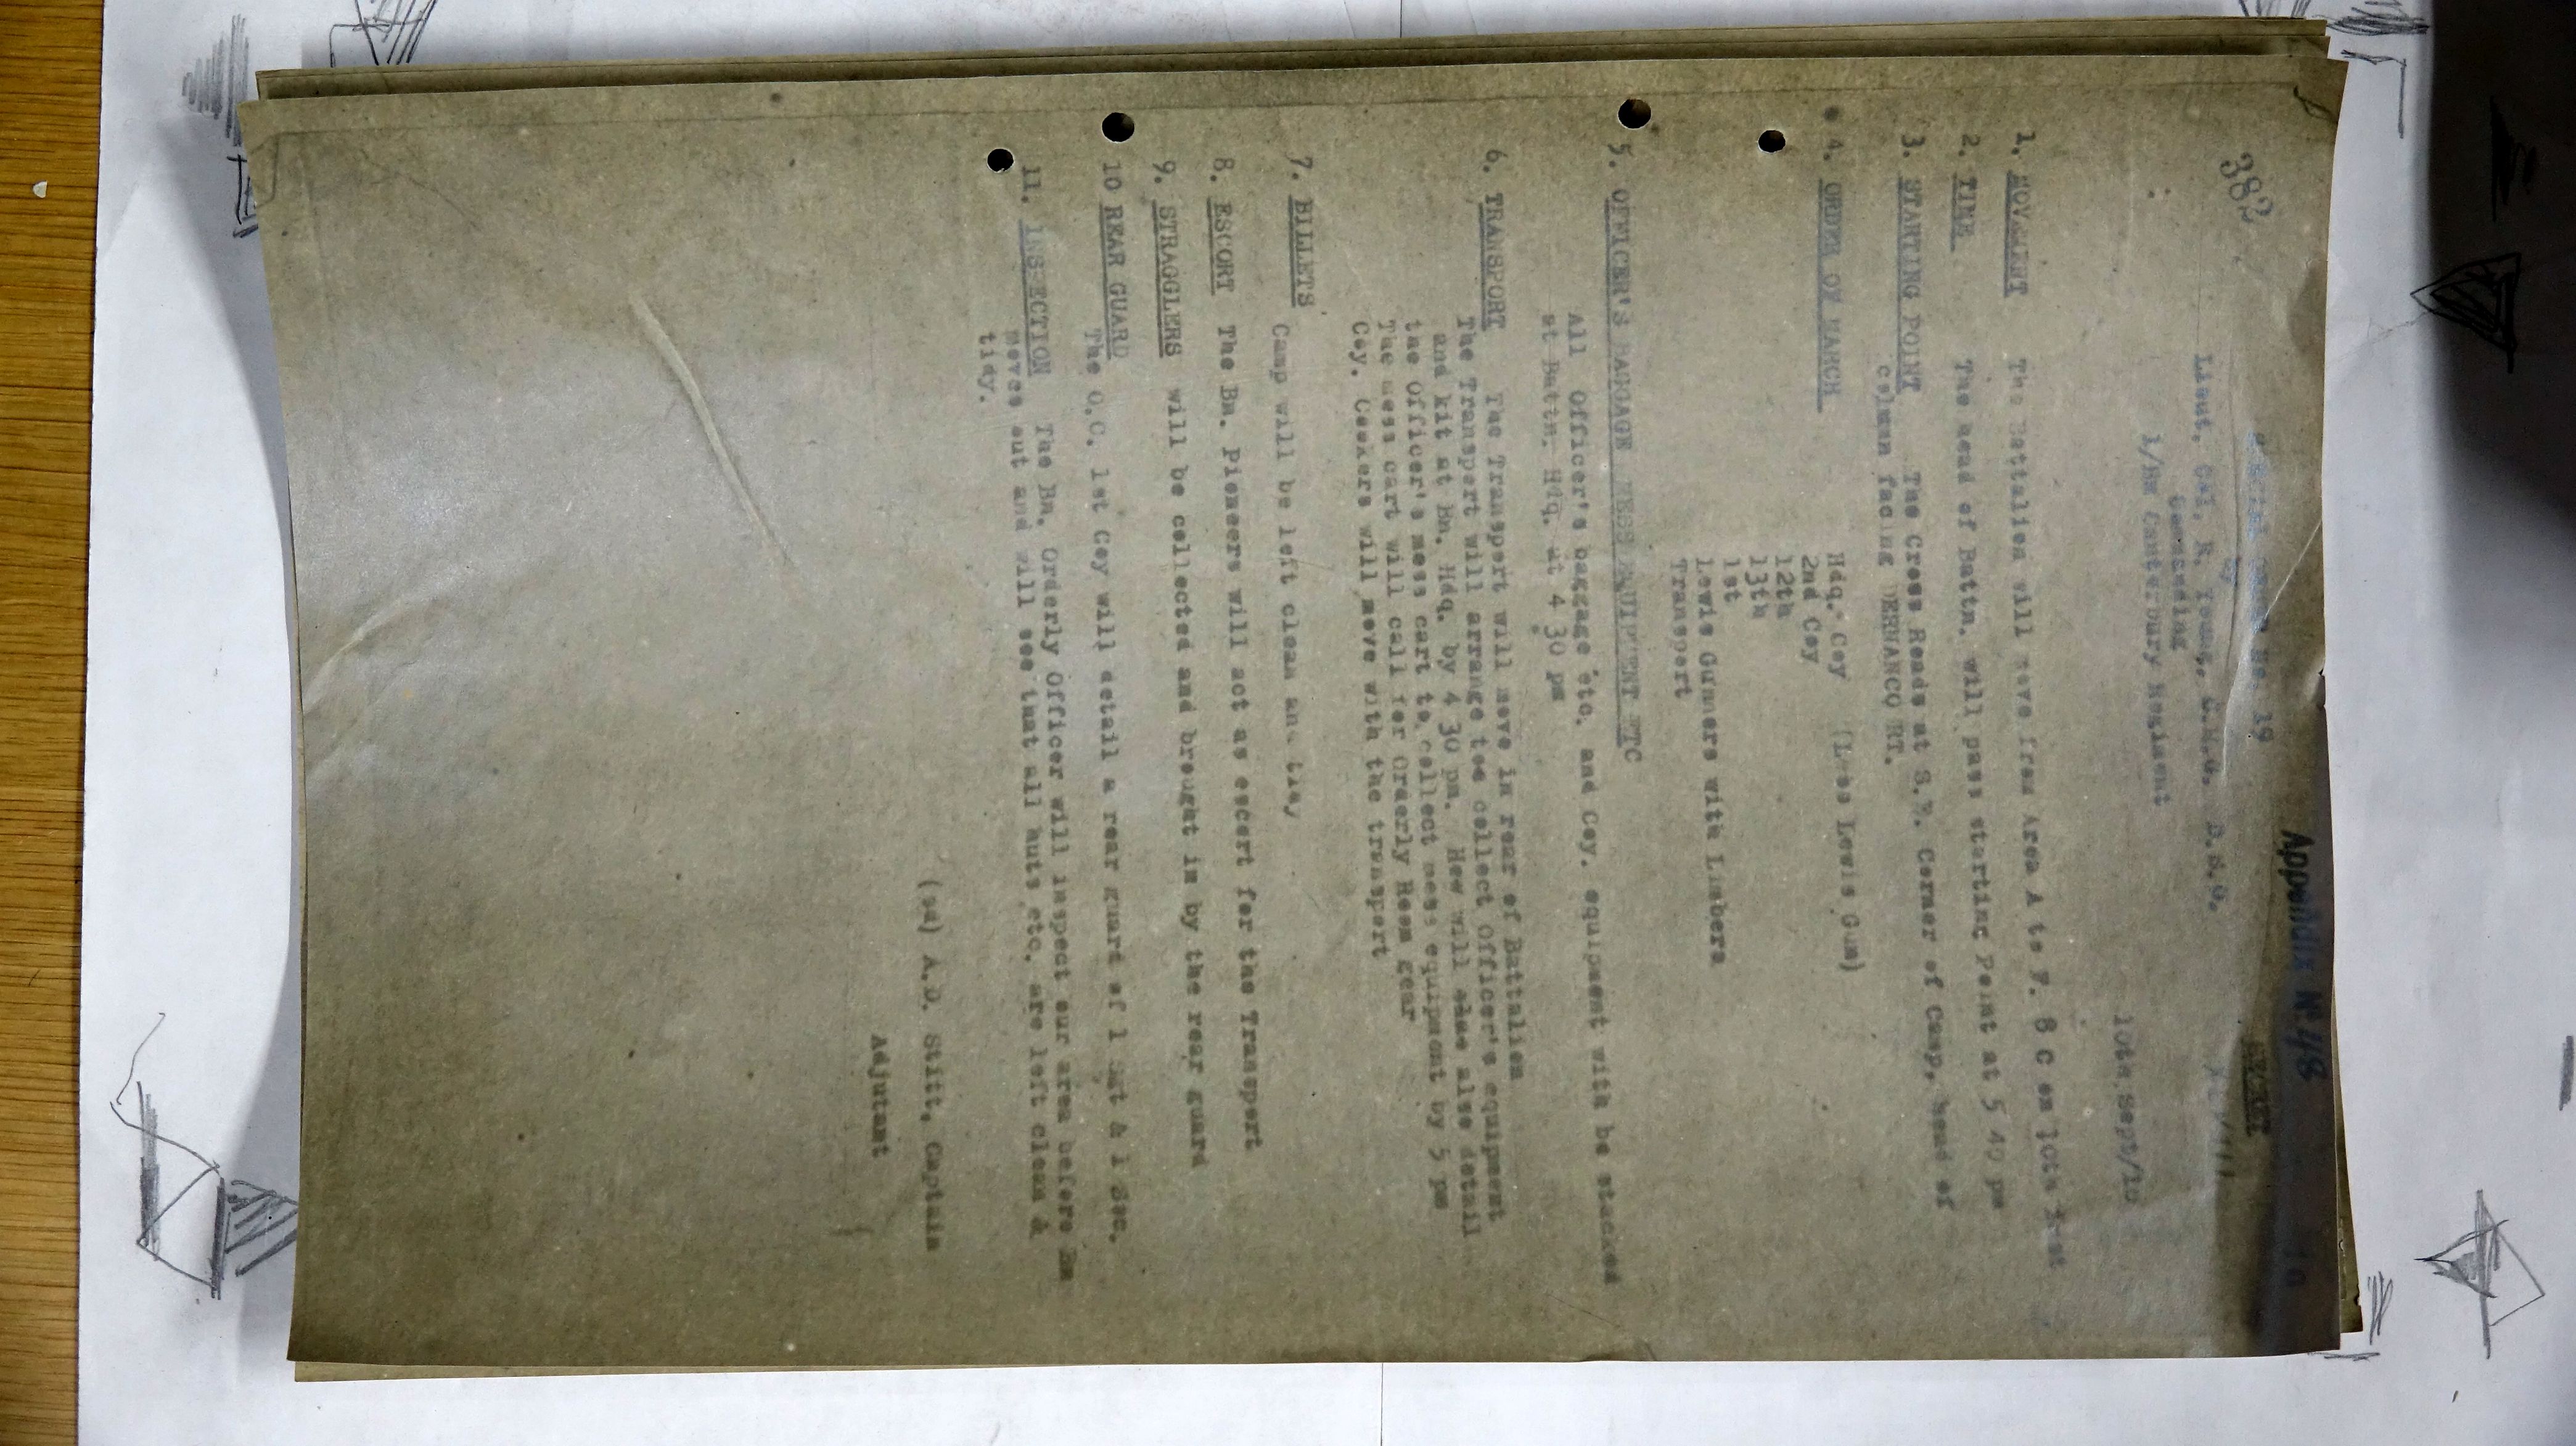 Appendix No. 48
SECRET
382
Order No. 19
by
Lieut. Col. R. Young, C.M.G. D.S.O.
Commanding
1/Bn Canterbury Regiment
10th Sept/16
1. MOVEMENT The Battalion will move from Area A to F. 8 C on 10th inst
2. TIME The head of Battn. will pass starting Point at 5 40 pm
3. STARTING POINT The Cross Roads at S.E. Corner of Camp, head of
column facing DERNANCOURT.
4. ORDER OF MARCH
Hdq. Coy (Less Lewis Gun)
2nd Coy
12th
13th
1st
Lewis Gunners with Limbers
Transport
5. OFFICER'S BAGGAGE MESS EQUIPMENT ETC
All Officer's baggage etc. and Coy. equipment with be stacked
at Battn. Hdq. at 4 30 pm
6. TRANSPORT The Transport will move in rear of Battalion
The Transport will arrange too collect Officer's equipment
and kit at Bn. Hdq. by 4 30 pm. Hew will also detail
the Officer's mess cart to collect mess equipment by 5 pm
The mess cart will call for Orderly Room gear
Coy. Cookers will move with the transport
7. BILLETS
Camp will be left clean and tidy
8. ESCORT The Bn. Pioneers will act as escort for the Transport
9. STRAGGLERS will be collected and brought in by the rear guard
10 REAR GUARD
The O.C. 1st Coy will detail a rear guard of 1 Sgt & 1 Sec.
11. INSPECTION The Bn. Orderly Officer will inspect our area before Bn
moves out and will see that all huts etc. are left clean &
tidy.
(sd) A.D. Stitt, Captain
Adjutant